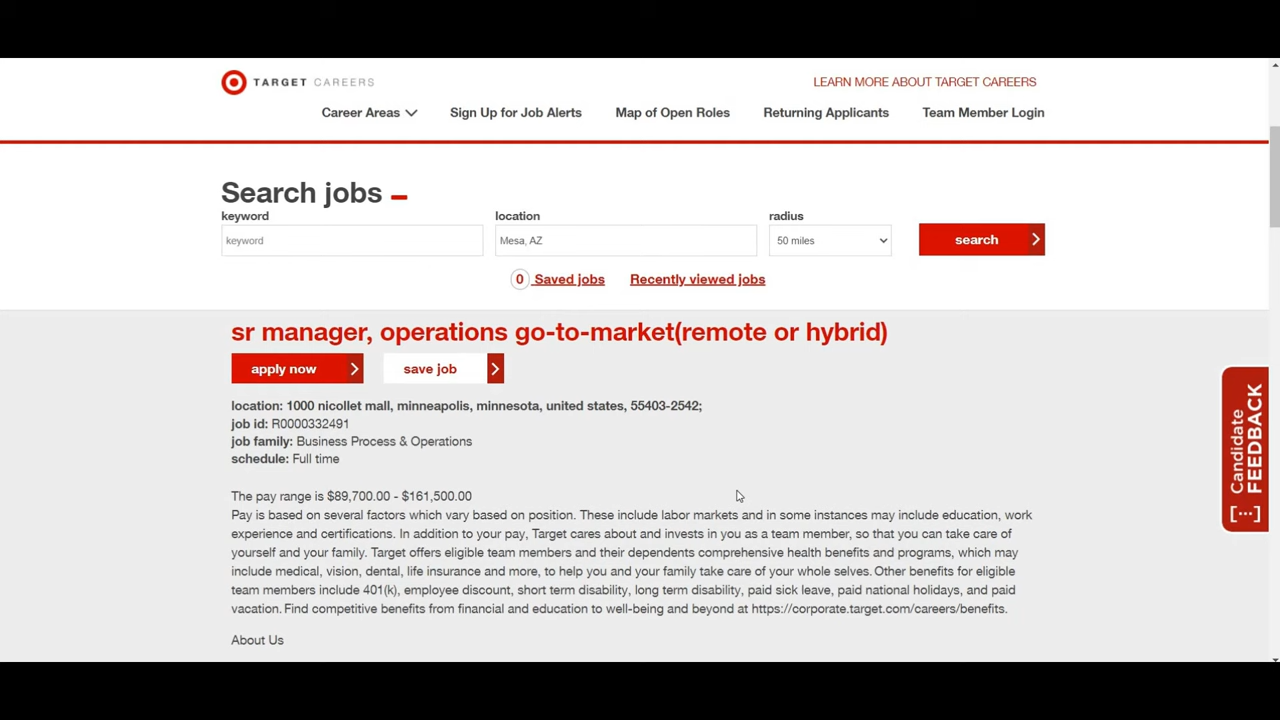 TARGET CAREERS
LEARN MORE ABOUT TARGET CAREERS
Career Areas Sign Up for Job Alerts Map of Open Roles Returning Applicants Team Member Login
Search jobs
keyword location radius
keyword Mesa, AZ 50 miles search
0 Saved jobs Recently viewed jobs
sr manager, operations go-to-market(remote or hybrid)
apply now save job
location: 1000 nicollet mall, minneapolis, minnesota, united states, 55403-2542;
job id: R0000332491
job family: Business Process & Operations
schedule: Full time
The pay range is $89,700.00 - $161,500.00
Pay is based on several factors which vary based on position. These include labor markets and in some instances may include education, work
experience and certifications. In addition to your pay, Target cares about and invests in you as a team member, so that you can take care of
yourself and your family. Target offers eligible team members and their dependents comprehensive health benefits and programs, which may
include medical, vision, dental, life insurance and more, to help you and your family take care of your whole selves. Other benefits for eligible
team members include 401(k), employee discount, short term disability, long term disability, paid sick leave, paid national holidays, and paid
vacation. Find competitive benefits from financial and education to well-being and beyond at https://corporate.target.com/careers/benefits.
About Us
Candidate
FEEDBACK
[...]